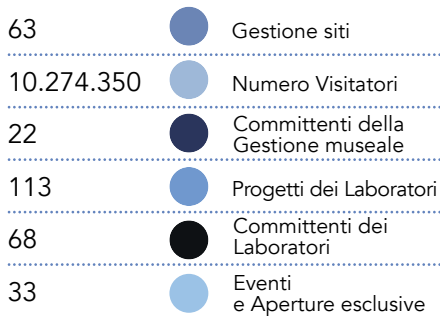 63 Gestione siti
10.274.350 Numero Visitatori
22 Committenti della
Gestione museale
113 Progetti dei Laboratori
68 Committenti dei
Laboratori
33 Eventi
e Aperture esclusive